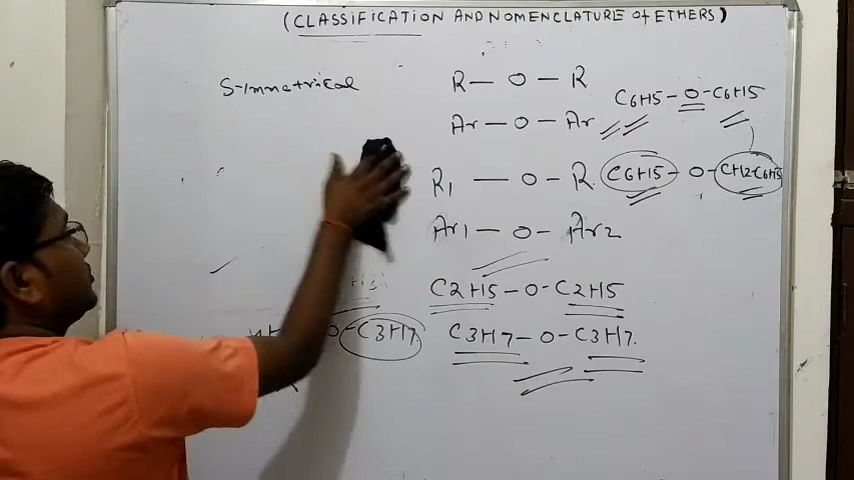 (CLASSIFICATION AND NOMENCLATURE of ETHERS)
Symmetrical
R — O — R
C6H5 – O – C6H5
Ar — O — Ar
R1 — O – R
C6H5 – O – CH2-C6H5
Ar1 – O – Ar2
C2H5 – O – C2H5
O – C3H7
C3H7 – O – C3H7